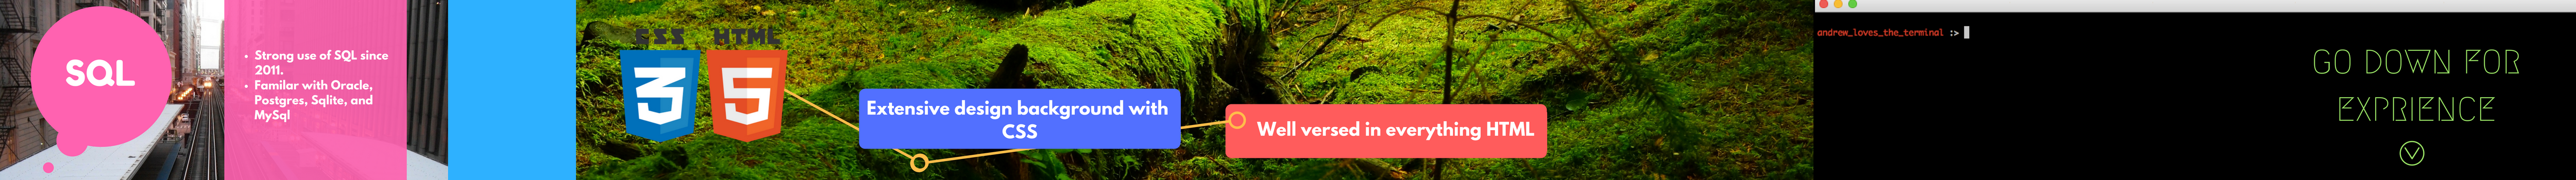 SQL
• Strong use of SQL since
2011.
• Familar with Oracle,
Postgres, Sqlite, and
MySql
CSS HTML
3 5
Extensive design background with
CSS
Well versed in everything HTML
andrew_loves_the_terminal :>
GO DOWN FOR
EXPRIENCE